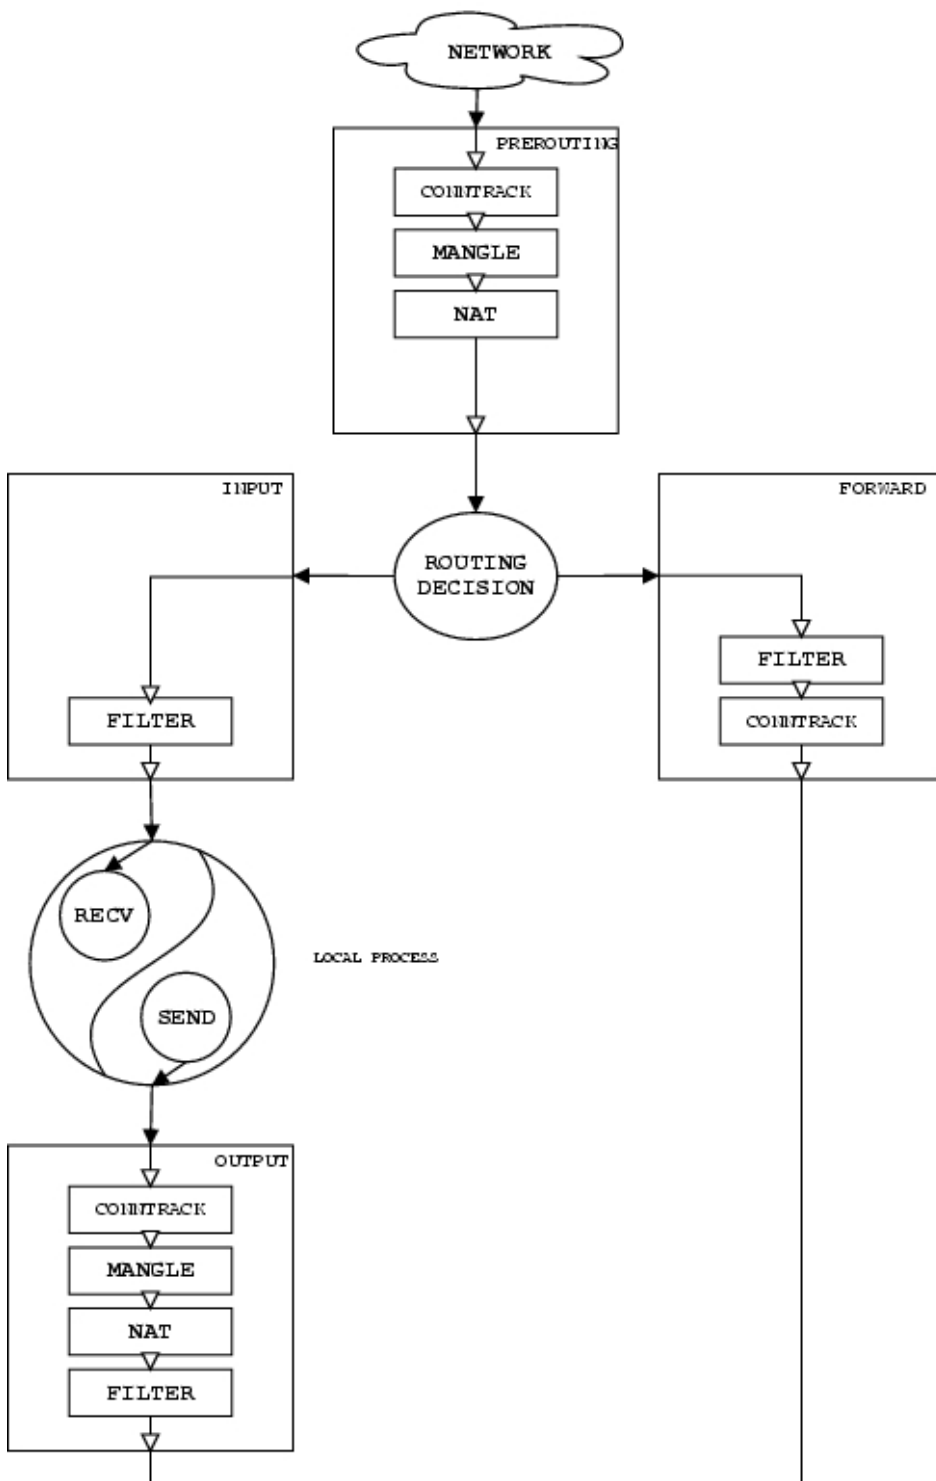 NETWORK
PREROUTING
CONNTRACK
MANGLE
NAT
INPUT
FORWARD
ROUTING
DECISION
FILTER
FILTER
CONNTRACK
RECV
LOCAL PROCESS
SEND
OUTPUT
CONNTRACK
MANGLE
NAT
FILTER